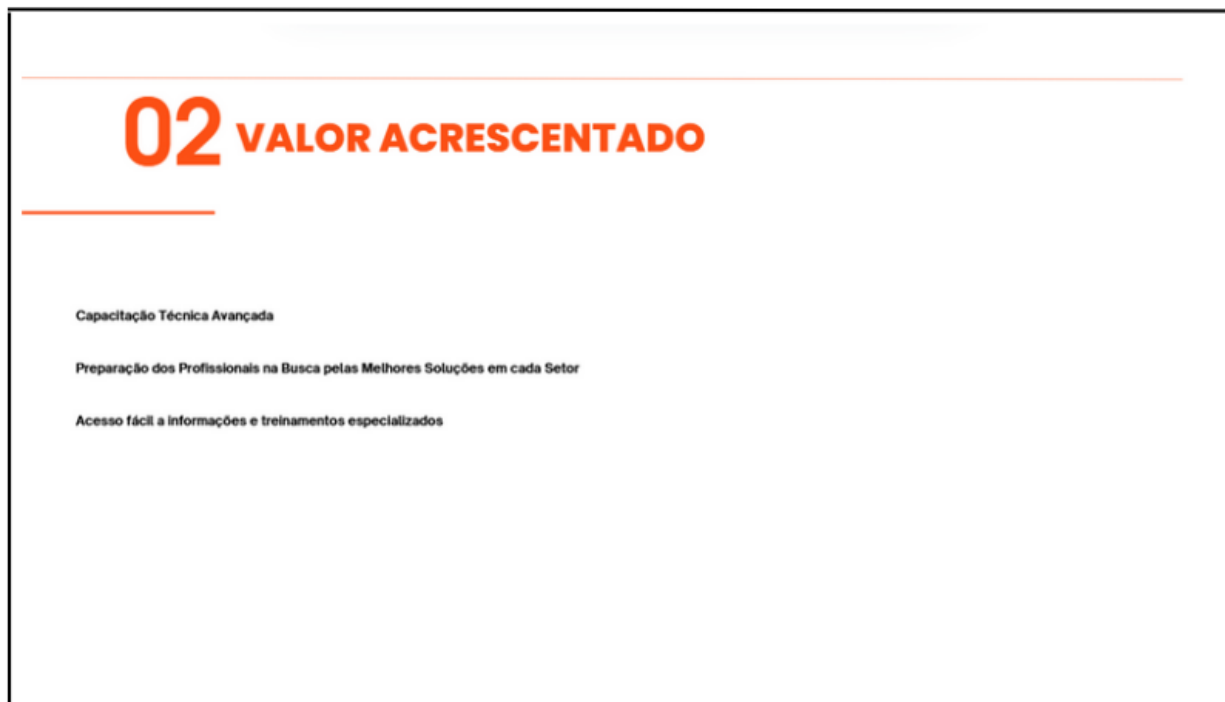 02 VALOR ACRESCENTADO
Capacitação Técnica Avançada
Preparação dos Profissionais na Busca pelas Melhores Soluções em cada Setor
Acesso fácil a informações e treinamentos especializados